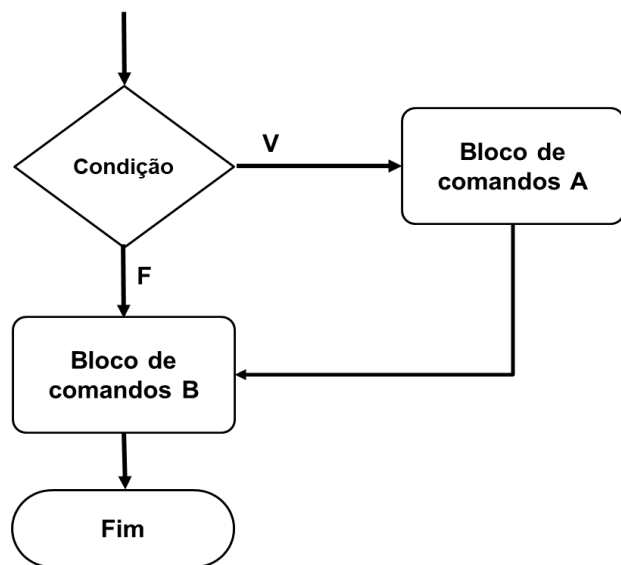 Condição
V
Bloco de
comandos A
F
Bloco de
comandos B
Fim